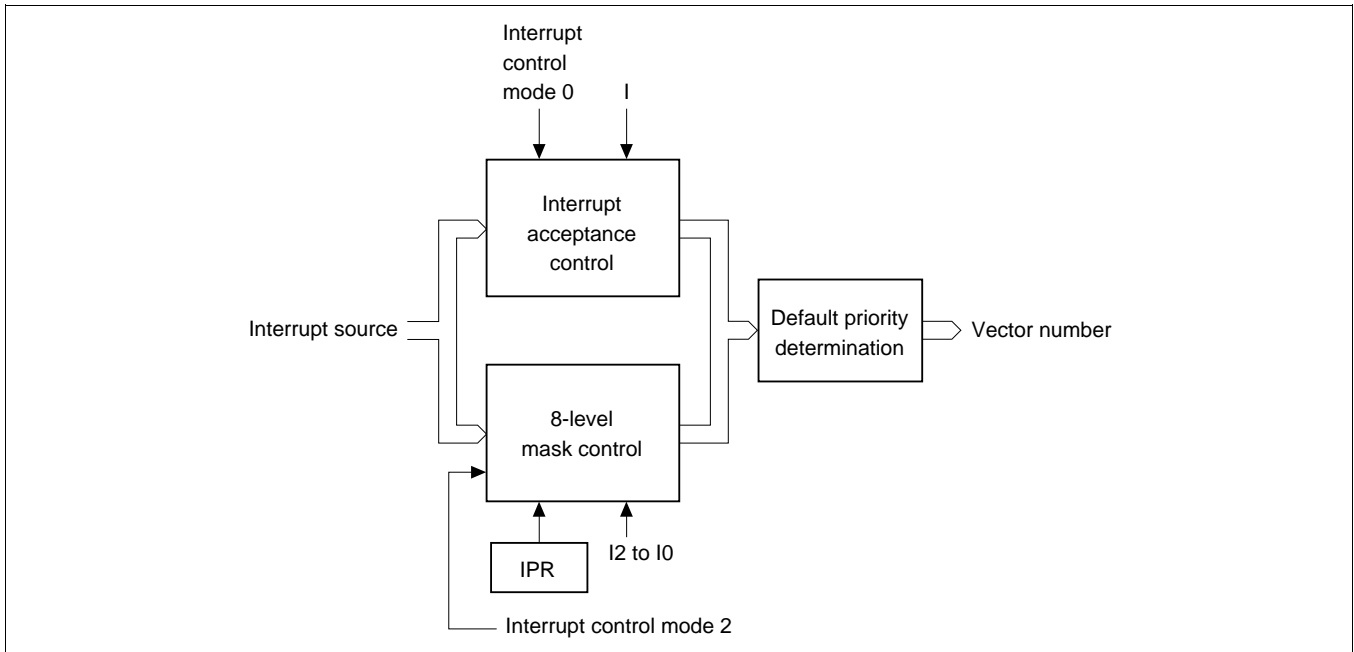 Interrupt
control
mode 0
I
Interrupt
acceptance
control
Interrupt source
Default priority
determination
Vector number
8-level
mask control
IPR
I2 to I0
Interrupt control mode 2